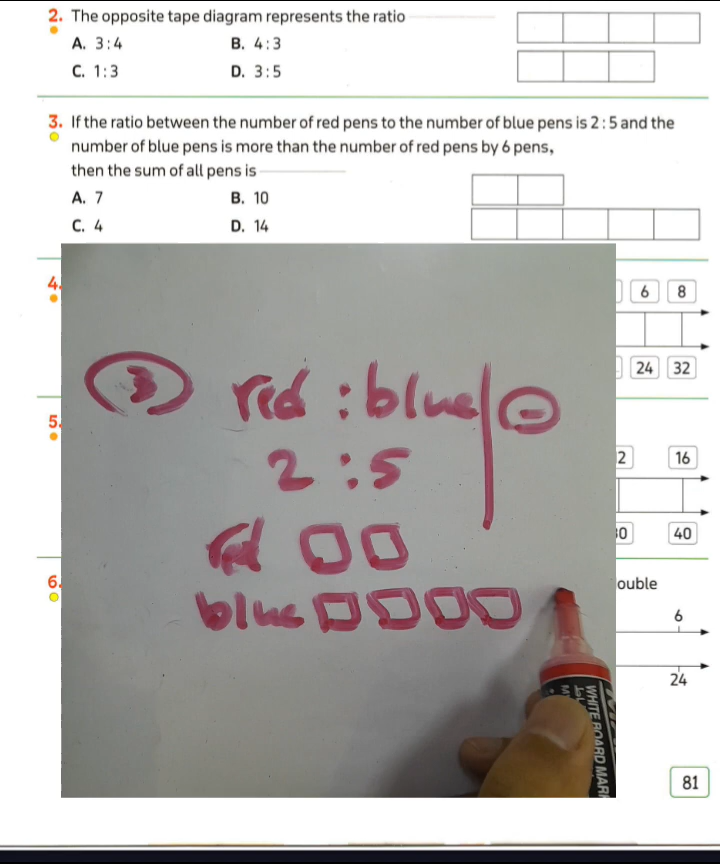 2. The opposite tape diagram represents the ratio
A. 3:4 B. 4:3
C. 1:3 D. 3:5
3. If the ratio between the number of red pens to the number of blue pens is 2:5 and the
number of blue pens is more than the number of red pens by 6 pens,
then the sum of all pens is
A. 7 B. 10
C. 4 D. 14
4. 6 8
24 32
5. 2 16
0 40
6. ouble
6
24
3 red : blue -
2 : 5
red
blue
WHITE BOARD MAR
81